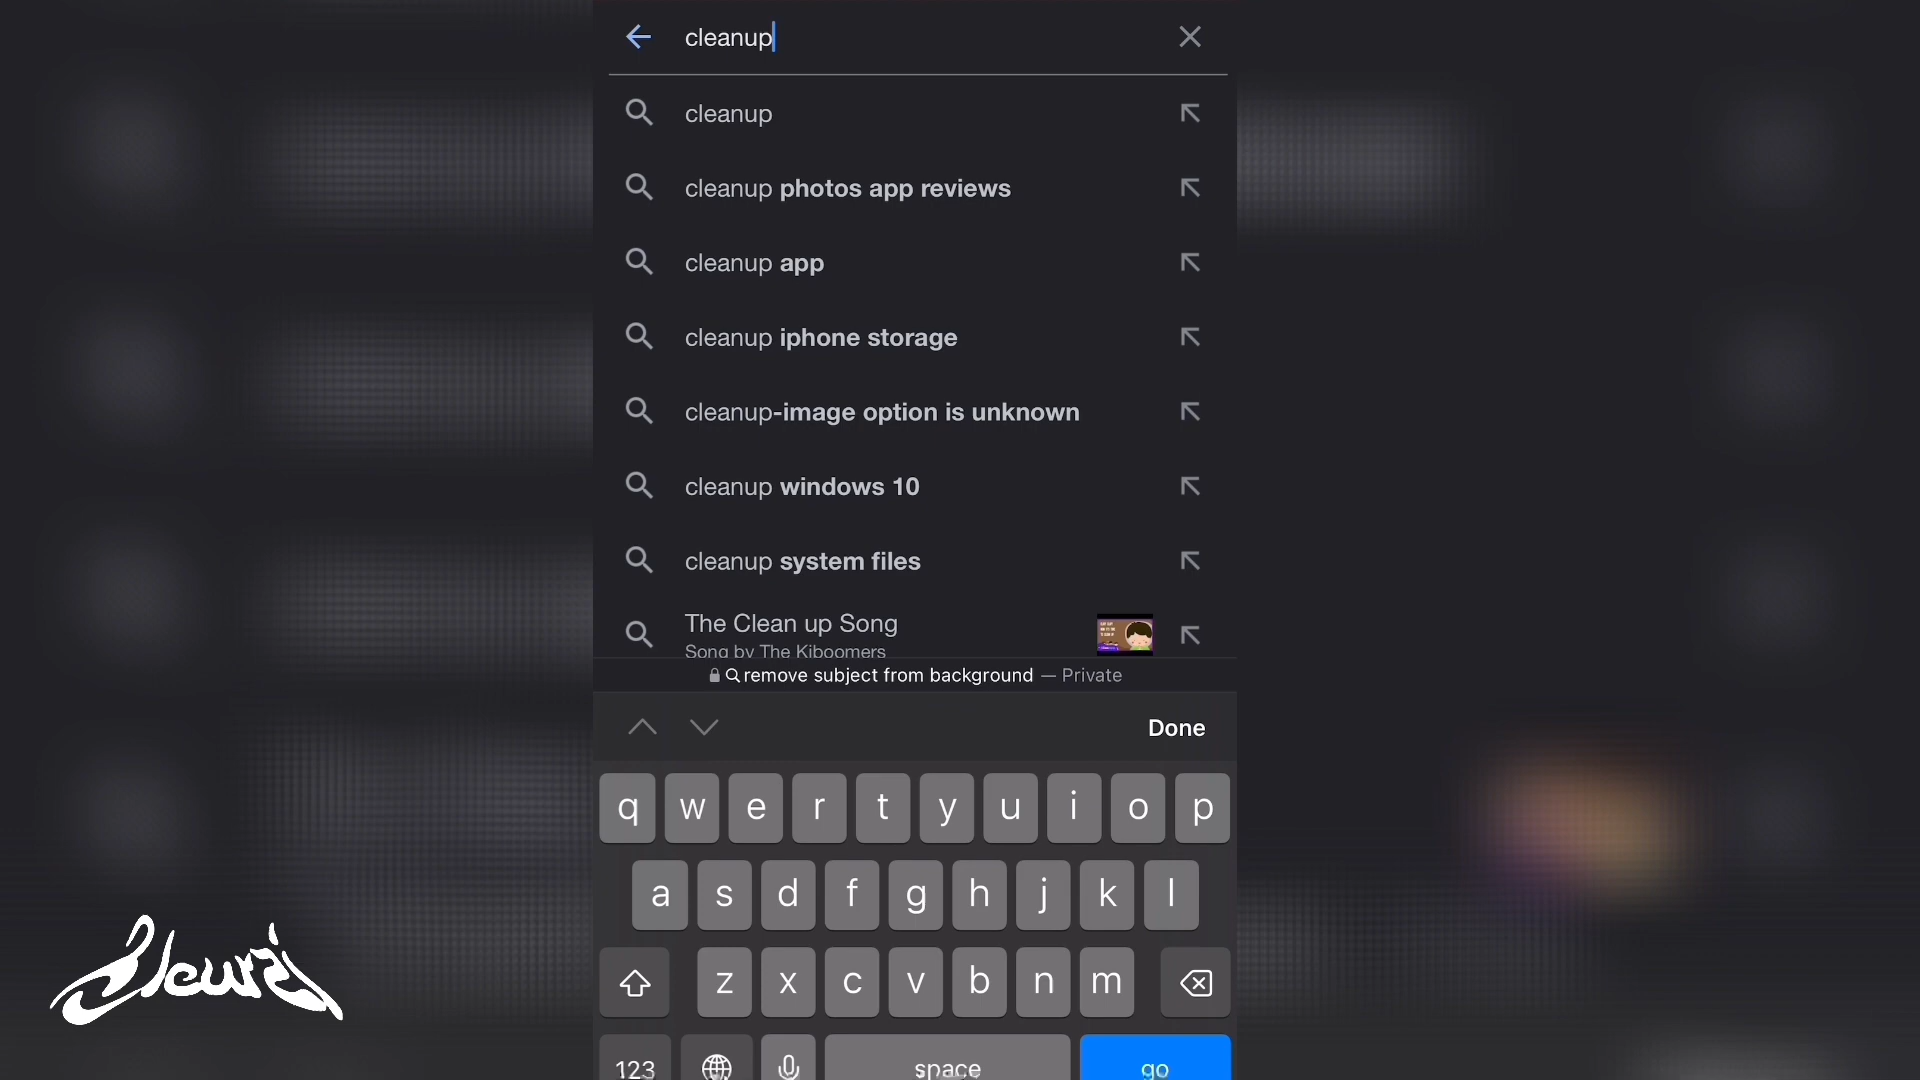 cleanup
cleanup
cleanup photos app reviews
cleanup app
cleanup iphone storage
cleanup-image option is unknown
cleanup windows 10
cleanup system files
The Clean up Song
Song by The Kiboomers
remove subject from background — Private
Done
q w e r t y u i o p
a s d f g h j k l
z x c v b n m
123 space go